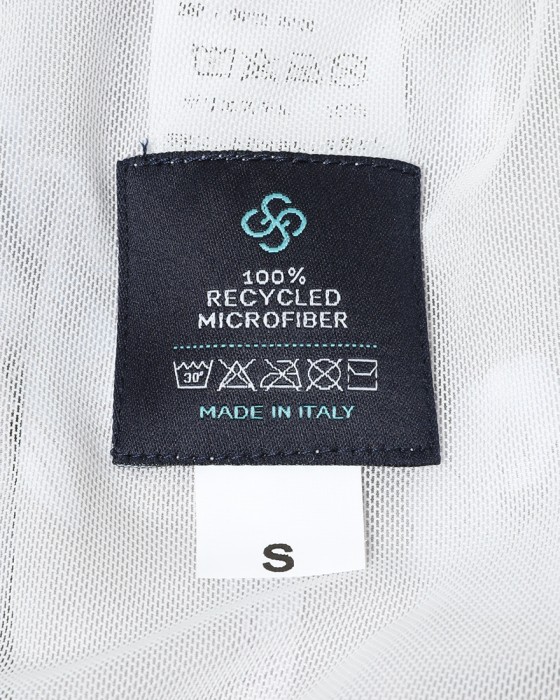 100%
RECYCLED
MICROFIBER
30°
MADE IN ITALY
S